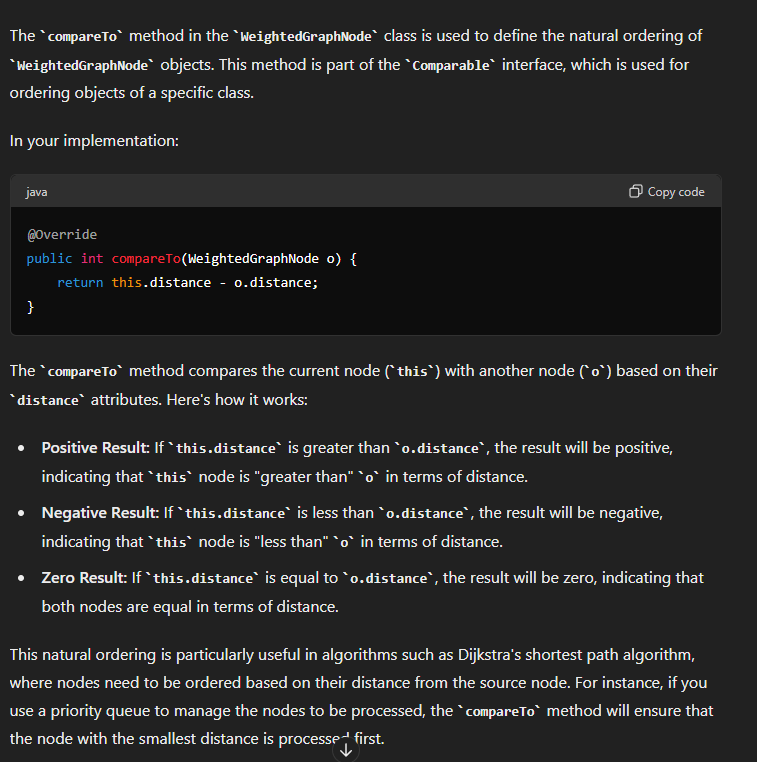 The `compareTo` method in the `WeightedGraphNode` class is used to define the natural ordering of
`WeightedGraphNode` objects. This method is part of the `Comparable` interface, which is used for
ordering objects of a specific class.
In your implementation:
java
Copy code
@Override
public int compareTo(WeightedGraphNode o) {
    return this.distance - o.distance;
}
The `compareTo` method compares the current node (`this`) with another node (`o`) based on their
`distance` attributes. Here's how it works:
• Positive Result: If `this.distance` is greater than `o.distance`, the result will be positive,
indicating that `this` node is "greater than" `o` in terms of distance.
• Negative Result: If `this.distance` is less than `o.distance`, the result will be negative,
indicating that `this` node is "less than" `o` in terms of distance.
• Zero Result: If `this.distance` is equal to `o.distance`, the result will be zero, indicating that
both nodes are equal in terms of distance.
This natural ordering is particularly useful in algorithms such as Dijkstra's shortest path algorithm,
where nodes need to be ordered based on their distance from the source node. For instance, if you
use a priority queue to manage the nodes to be processed, the `compareTo` method will ensure that
the node with the smallest distance is processed first.